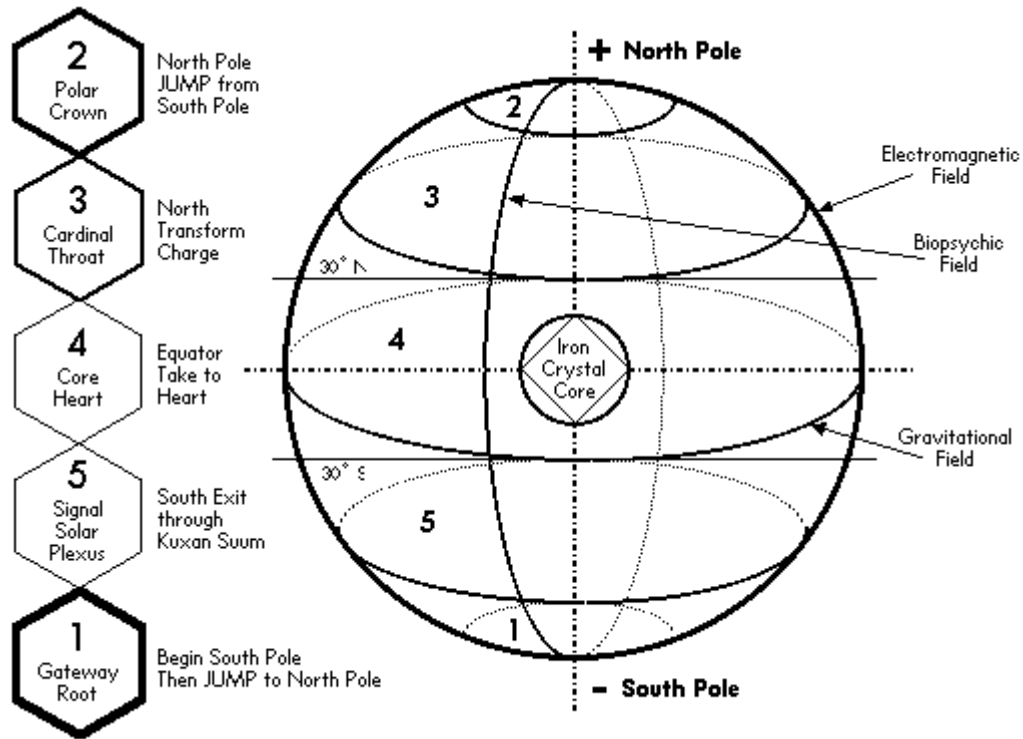 2
Polar
Crown
North Pole
JUMP from
South Pole
3
Cardinal
Throat
North
Transform
Charge
4
Core
Heart
Equator
Take to
Heart
5
Signal
Solar
Plexus
South Exit
through
Kuxan Suum
1
Gateway
Root
Begin South Pole
Then JUMP to North Pole
+ North Pole
2
3
30°
4
Iron
Crystal
Core
30°
5
1
- South Pole
Electromagnetic
Field
Biopsychic
Field
Gravitational
Field